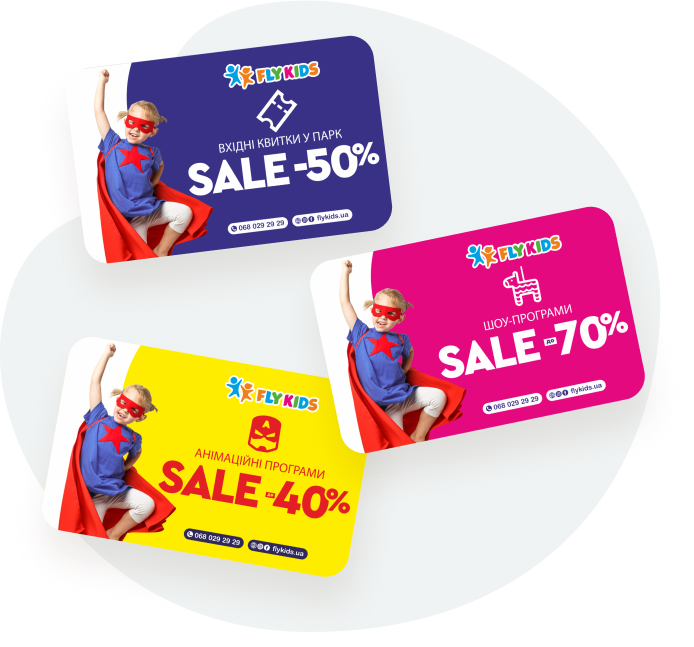 FLY KIDS
ВХІДНІ КВИТКИ У ПАРК
SALE -50%
068 029 29 29 flykids.ua
FLY KIDS
ШОУ-ПРОГРАМИ
SALE до -70%
068 029 29 29 flykids.ua
FLY KIDS
АНІМАЦІЙНІ ПРОГРАМИ
SALE до -40%
068 029 29 29 flykids.ua